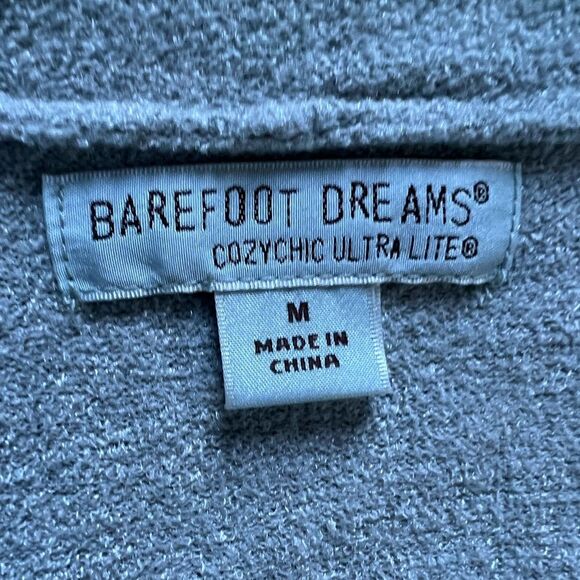 BAREFOOT DREAMS®
COZYCHIC ULTRA LITE®
M
MADE IN
CHINA